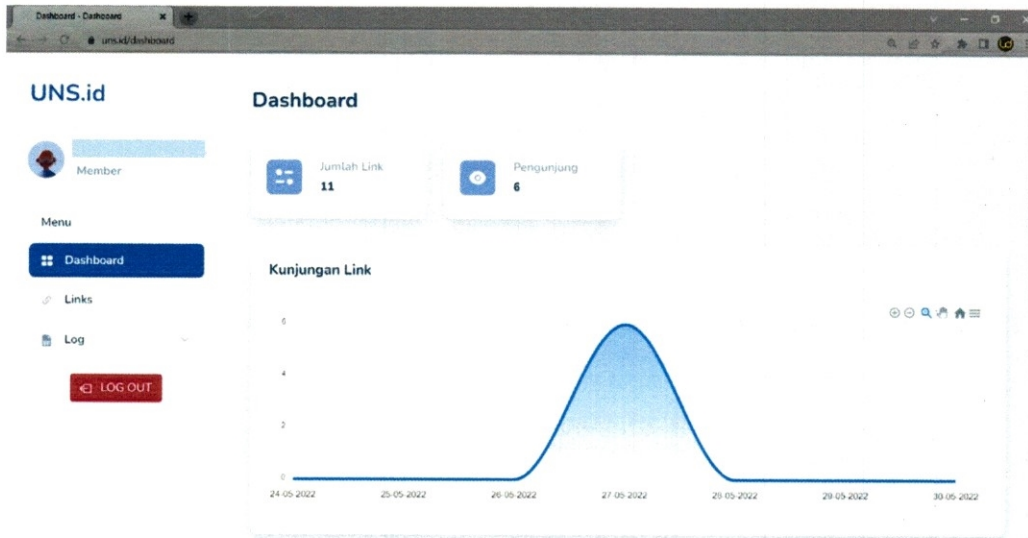 Dashboard - Dashboard
uns.id/dashboard
UNS.id
Dashboard
Member
Jumlah Link
11
Pengunjung
6
Menu
Dashboard
Links
Log
LOG OUT
Kunjungan Link
6
4
2
0
24-05-2022 25-05-2022 26-05-2022 27-05-2022 28-05-2022 29-05-2022 30-05-2022